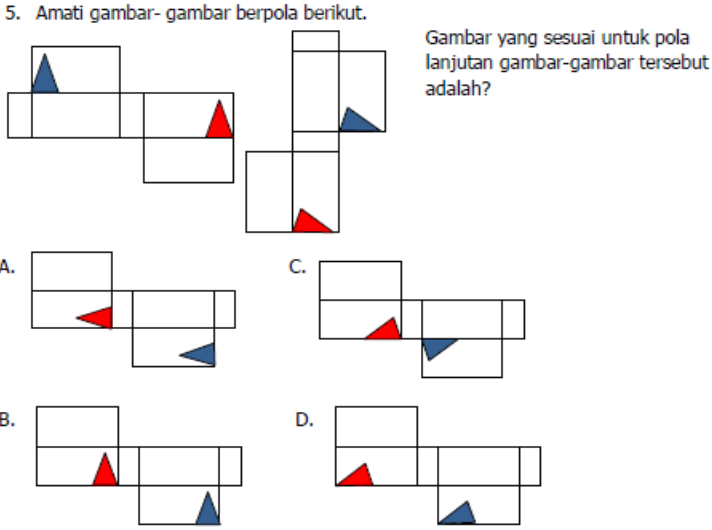 5. Amati gambar- gambar berpola berikut.
Gambar yang sesuai untuk pola
lanjutan gambar-gambar tersebut
adalah?
A.
C.
B.
D.